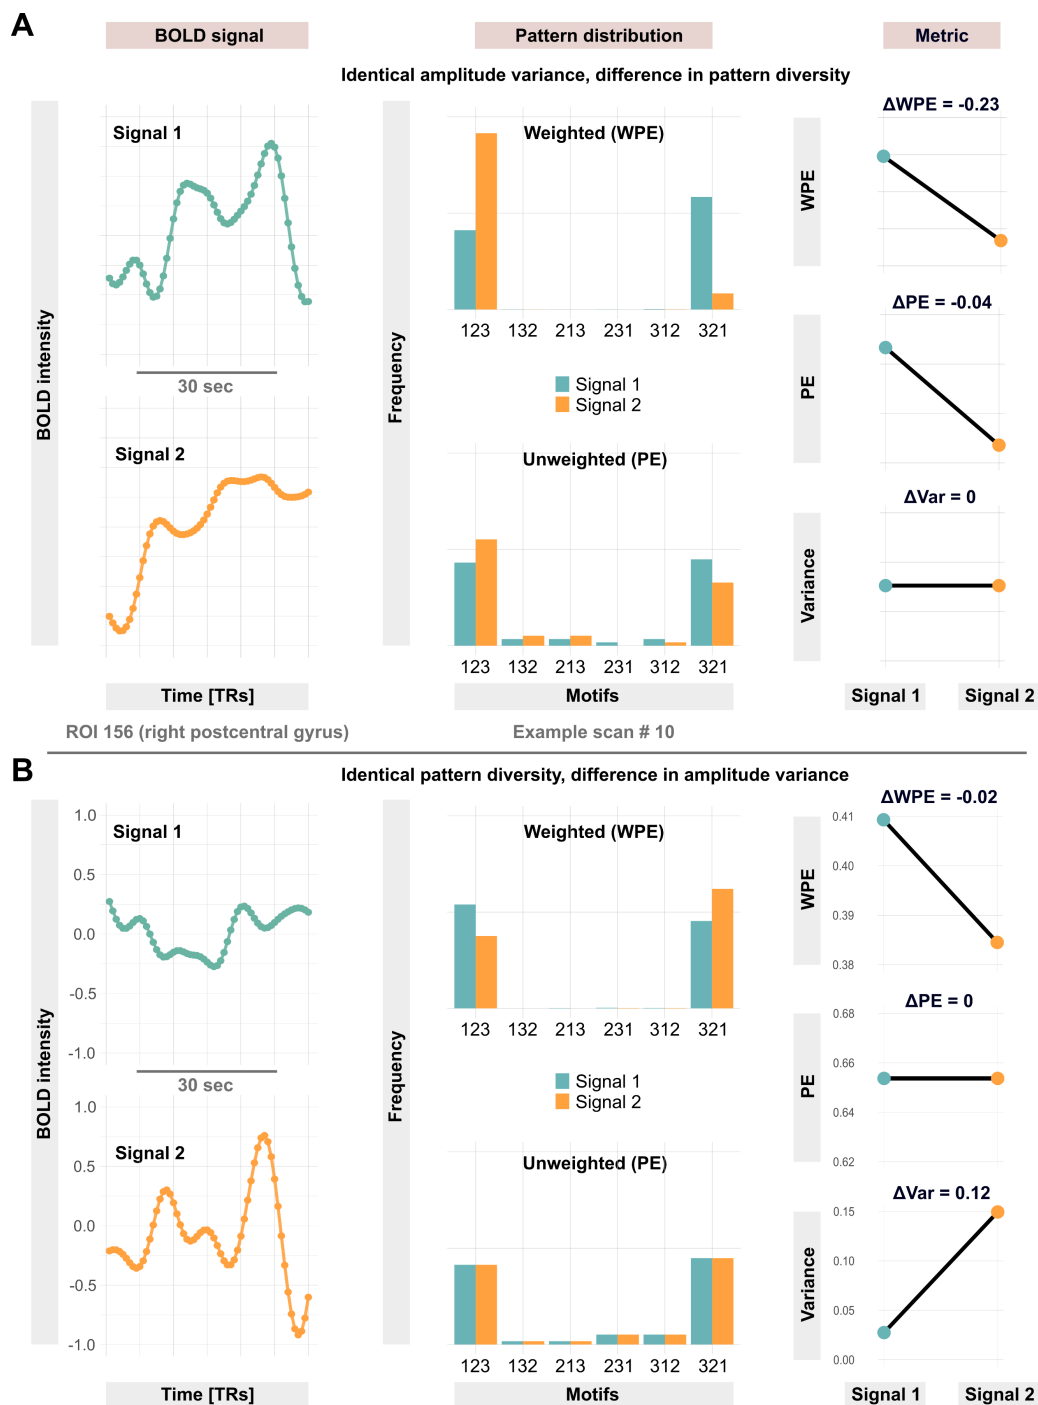 A
BOLD signal
Pattern distribution
Metric
Identical amplitude variance, difference in pattern diversity
BOLD intensity
Signal 1
30 sec
Signal 2
Time [TRs]
ROI 156 (right postcentral gyrus)
Frequency
Weighted (WPE)
123 132 213 231 312 321
Signal 1
Signal 2
Unweighted (PE)
123 132 213 231 312 321
Motifs
Example scan # 10
ΔWPE = -0.23
WPE
ΔPE = -0.04
PE
ΔVar = 0
Variance
Signal 1 Signal 2
B
Identical pattern diversity, difference in amplitude variance
BOLD intensity
Signal 1
1.0
0.5
0.0
-0.5
-1.0
30 sec
Signal 2
1.0
0.5
0.0
-0.5
-1.0
Time [TRs]
Frequency
Weighted (WPE)
123 132 213 231 312 321
Signal 1
Signal 2
Unweighted (PE)
123 132 213 231 312 321
Motifs
ΔWPE = -0.02
WPE
0.41
0.40
0.39
0.38
ΔPE = 0
PE
0.68
0.66
0.64
0.62
ΔVar = 0.12
Variance
0.15
0.10
0.05
0.00
Signal 1 Signal 2